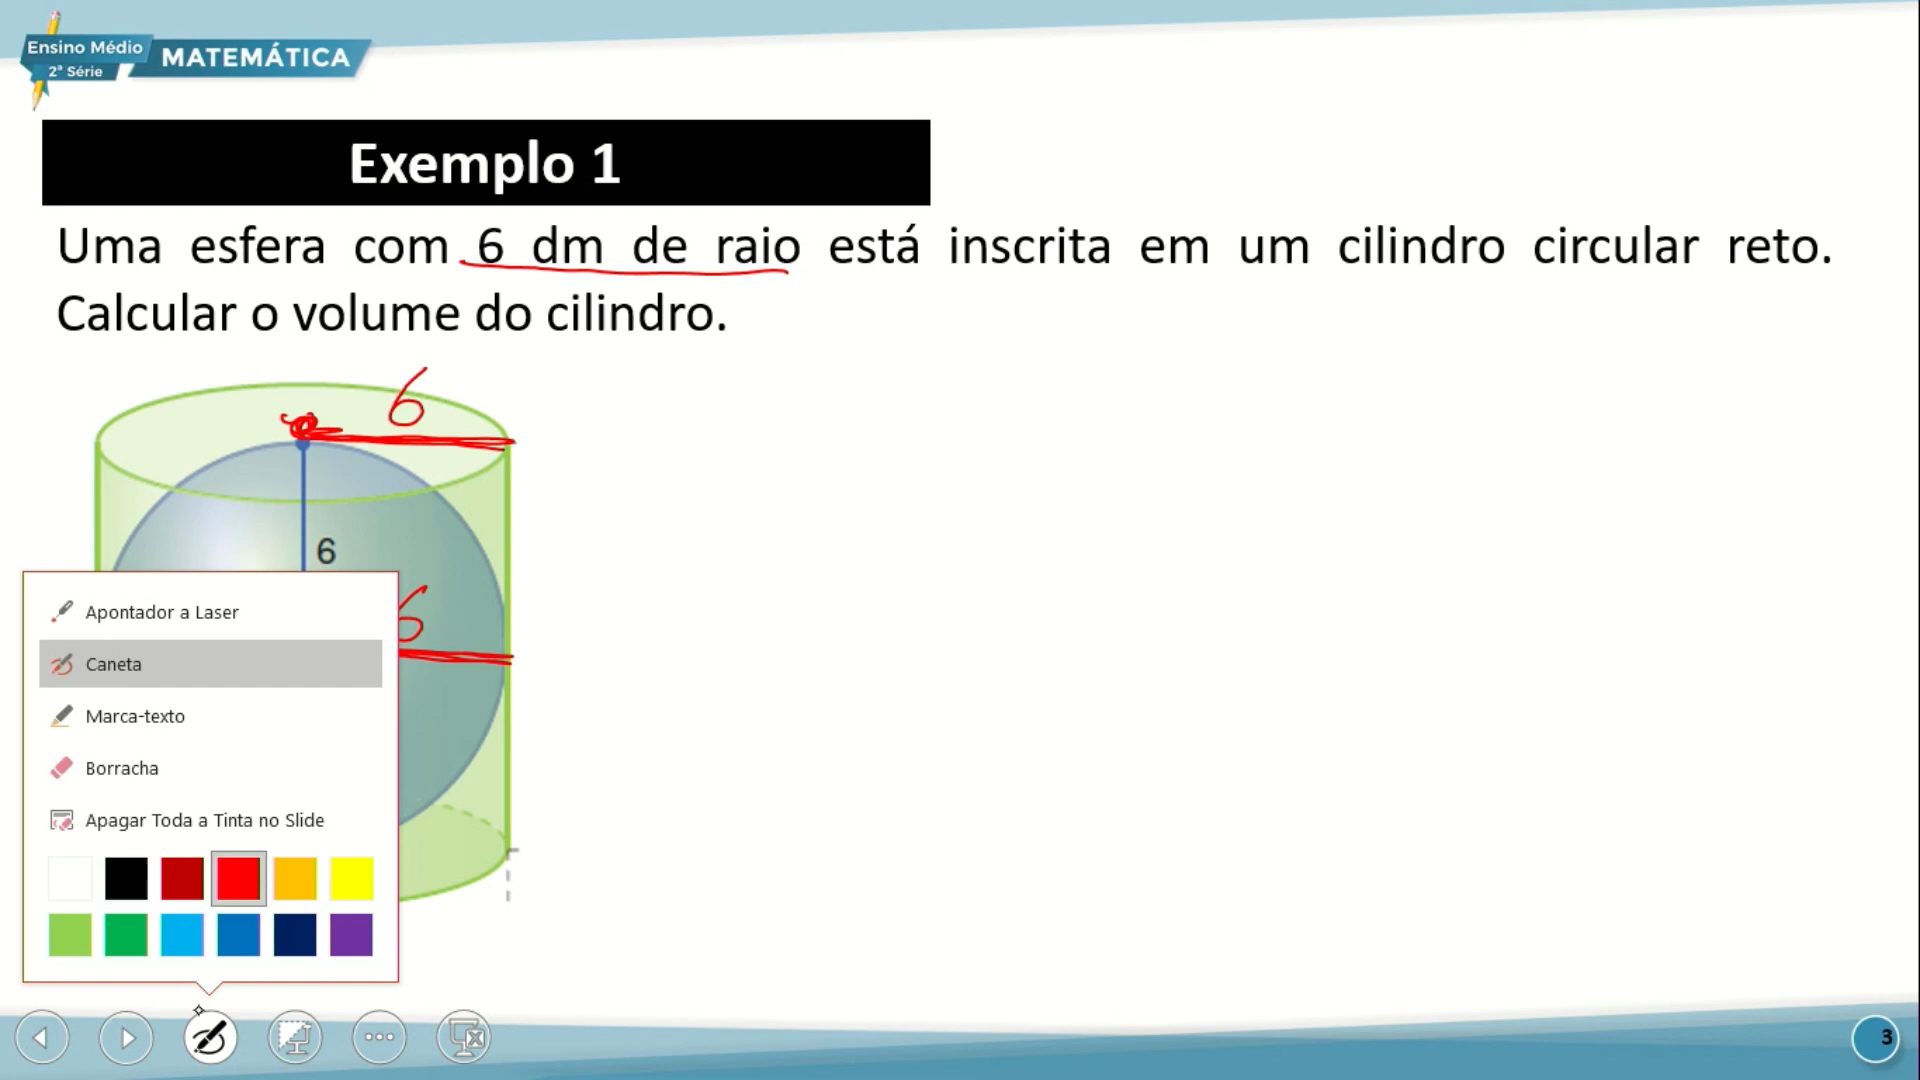 Ensino Médio
2ª Série
MATEMÁTICA
Exemplo 1
Uma esfera com 6 dm de raio está inscrita em um cilindro circular reto.
Calcular o volume do cilindro.
6
6
6
Apontador a Laser
Caneta
Marca-texto
Borracha
Apagar Toda a Tinta no Slide
3